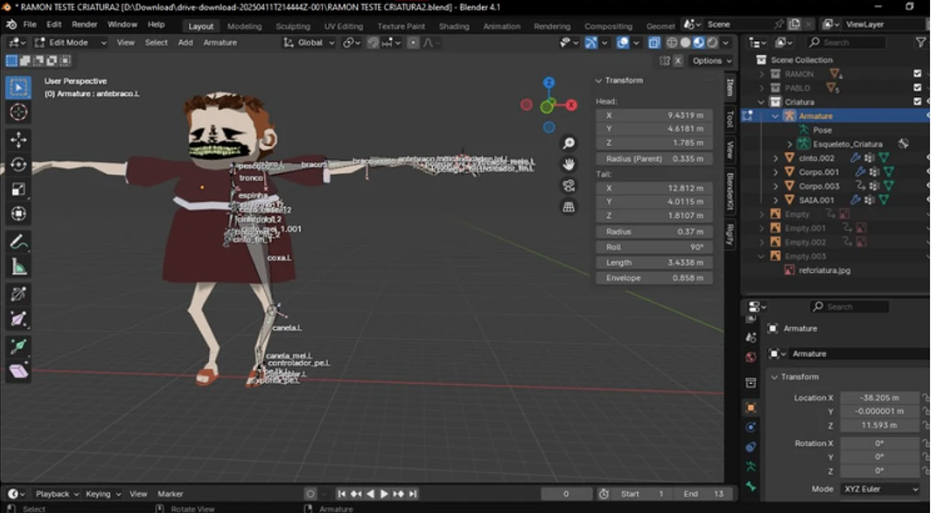 * RAMON TESTE CRIATURA2 [D:\Download\drive-download-20250411T214444Z-001\RAMON TESTE CRIATURA2.blend] - Blender 4.1
File Edit Render Window Help Layout Modeling Sculpting UV Editing Texture Paint Shading Animation Rendering Compositing Geomet Scene ViewLayer
Edit Mode View Select Add Armature Global Search
X Options
User Perspective
(0) Armature : antebraco.L
Transform
Head:
X 9.4319 m
Y 4.6181 m
Z 1.785 m
Radius (Parent) 0.335 m
Tail:
X 12.812 m
Y 4.0115 m
Z 1.8107 m
Radius 0.37 m
Roll 90°
Length 3.4338 m
Envelope 0.858 m
Item
Tool
View
BlenderKit
Rigify
tronco
espinha
coxa.L
canela.L
canela_mei.L
controlador_pe.L
Scene Collection
RAMON
PABLO
Criatura
Armature
Pose
Esqueleto_Criatura
cinto.002
Corpo.001
Corpo.003
SAIA.001
Empty
Empty.001
Empty.002
Empty.003
refcriatura.jpg
Search
Armature
Armature
Transform
Location X -38.205 m
Y -0.000001 m
Z 11.593 m
Rotation X 0°
Y 0°
Z 0°
Mode XYZ Euler
Playback Keying View Marker 0 Start 1 End 13
Select Rotate View Armature